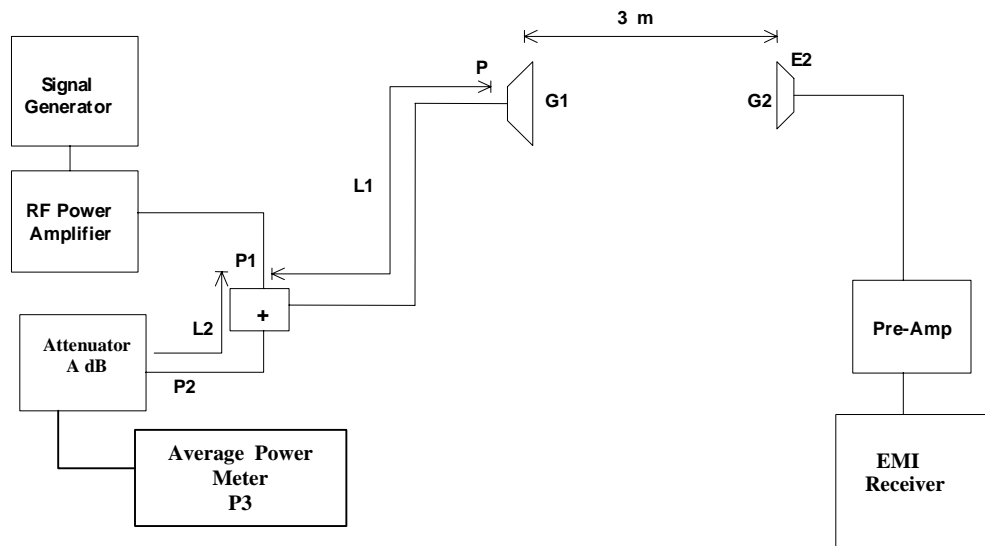 3 m
P
E2
G1
G2
Signal
Generator
L1
RF Power
Amplifier
P1
+
L2
Pre-Amp
Attenuator
A dB
P2
Average Power
Meter
P3
EMI
Receiver